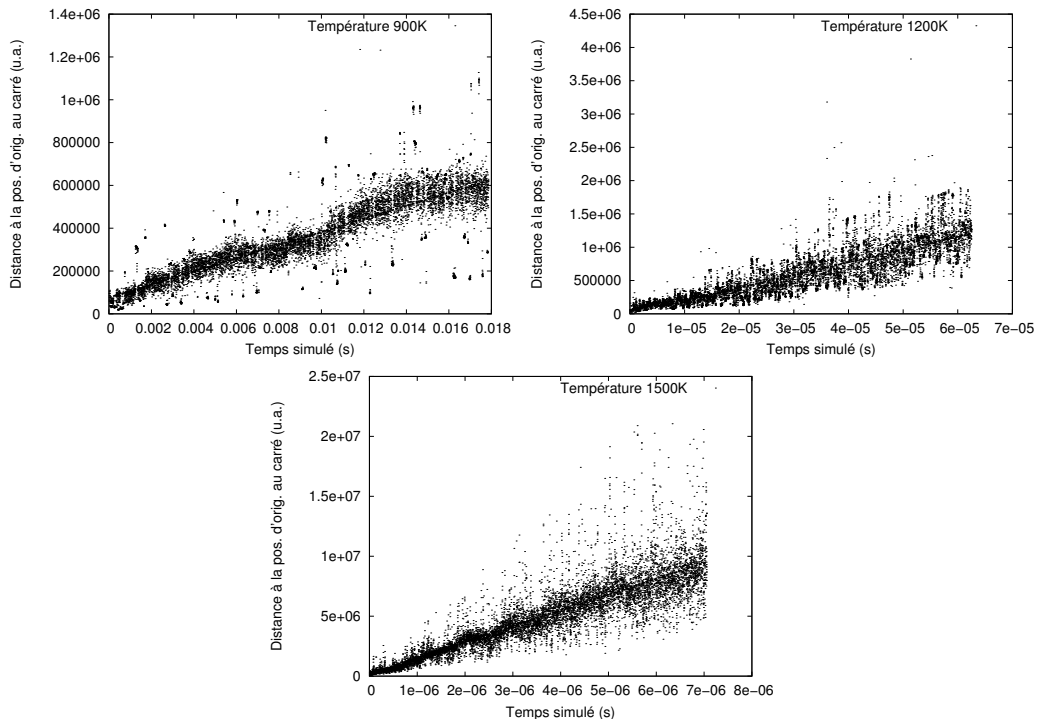 1.4e+06
1.2e+06
1e+06
800000
600000
400000
200000
0
0 0.002 0.004 0.006 0.008 0.01 0.012 0.014 0.016 0.018
Distance à la pos. d'orig. au carré (u.a.)
Temps simulé (s)
Température 900K
4.5e+06
4e+06
3.5e+06
3e+06
2.5e+06
2e+06
1.5e+06
1e+06
500000
0
0 1e−05 2e−05 3e−05 4e−05 5e−05 6e−05 7e−05
Distance à la pos. d'orig. au carré (u.a.)
Temps simulé (s)
Température 1200K
2.5e+07
2e+07
1.5e+07
1e+07
5e+06
0
0 1e−06 2e−06 3e−06 4e−06 5e−06 6e−06 7e−06 8e−06
Distance à la pos. d'orig. au carré (u.a.)
Temps simulé (s)
Température 1500K